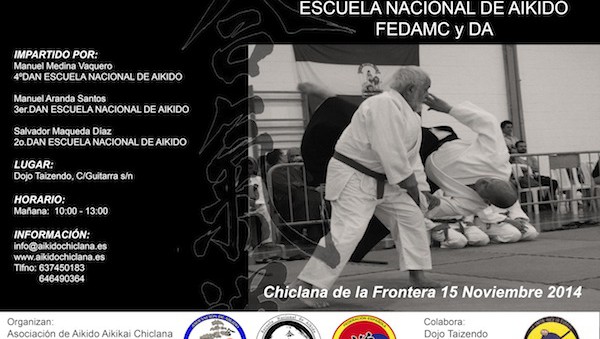 ESCUELA NACIONAL DE AIKIDO
FEDAMC y DA
IMPARTIDO POR:
Manuel Medina Vaquero
4ºDAN ESCUELA NACIONAL DE AIKIDO
Manuel Aranda Santos
3er.DAN ESCUELA NACIONAL DE AIKIDO
Salvador Maqueda Díaz
2o.DAN ESCUELA NACIONAL DE AIKIDO
LUGAR:
Dojo Taizendo, C/Guitarra s/n
HORARIO:
Mañana: 10:00 - 13:00
INFORMACIÓN:
info@aikidochiclana.es
www.aikidochiclana.es
Tlfno: 637450183
646490364
合氣道
Chiclana de la Frontera 15 Noviembre 2014
Organizan:
Asociación de Aikido Aikikai Chiclana
Colabora:
Dojo Taizendo